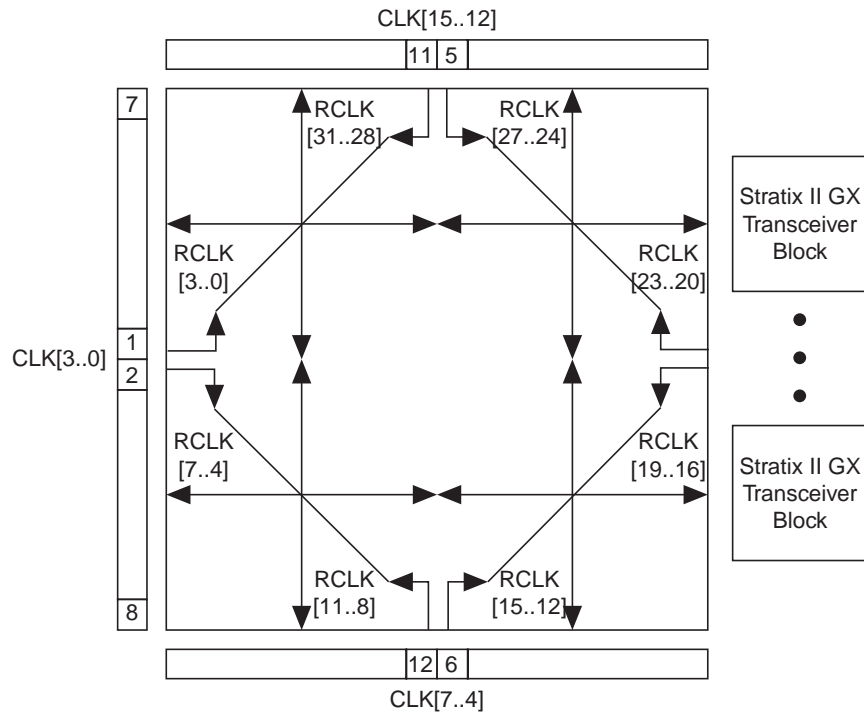 CLK[15..12]
11 5
7
RCLK
[31..28]
RCLK
[27..24]
Stratix II GX
Transceiver
Block
RCLK
[3..0]
RCLK
[23..20]
1
CLK[3..0]
2
RCLK
[7..4]
RCLK
[19..16]
Stratix II GX
Transceiver
Block
RCLK
[11..8]
RCLK
[15..12]
8
12 6
CLK[7..4]